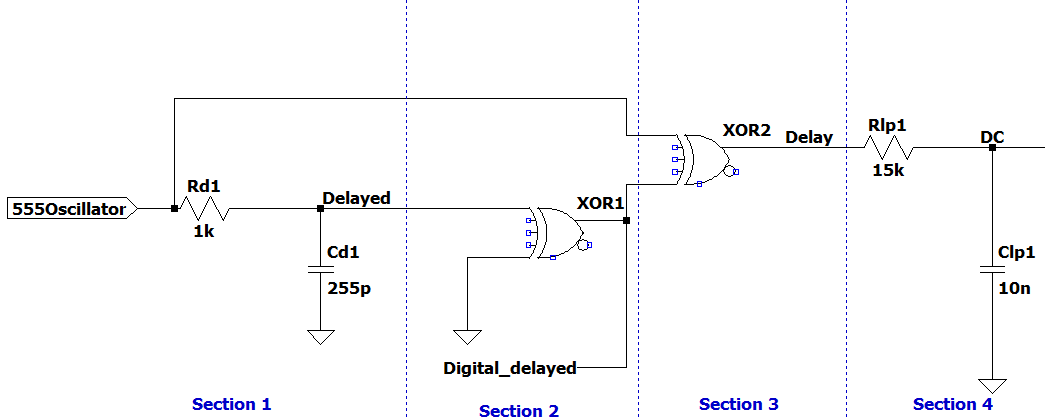 XOR2
Delay
Rlp1
DC
15k
Rd1
Delayed
XOR1
555Oscillator
1k
Cd1
255p
Clp1
10n
Digital_delayed
Section 1
Section 2
Section 3
Section 4